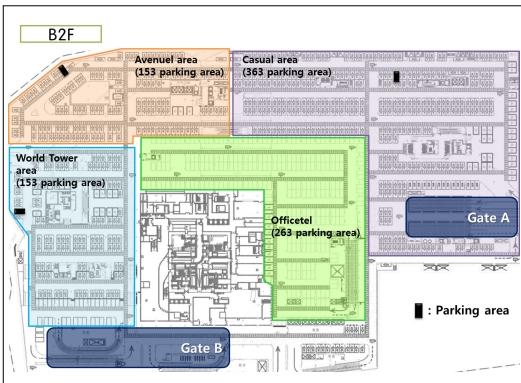 B2F
Avenuel area
(153 parking area)
Casual area
(363 parking area)
World Tower
area
(153 parking area)
Officetel
(263 parking area)
Gate A
: Parking area
Gate B